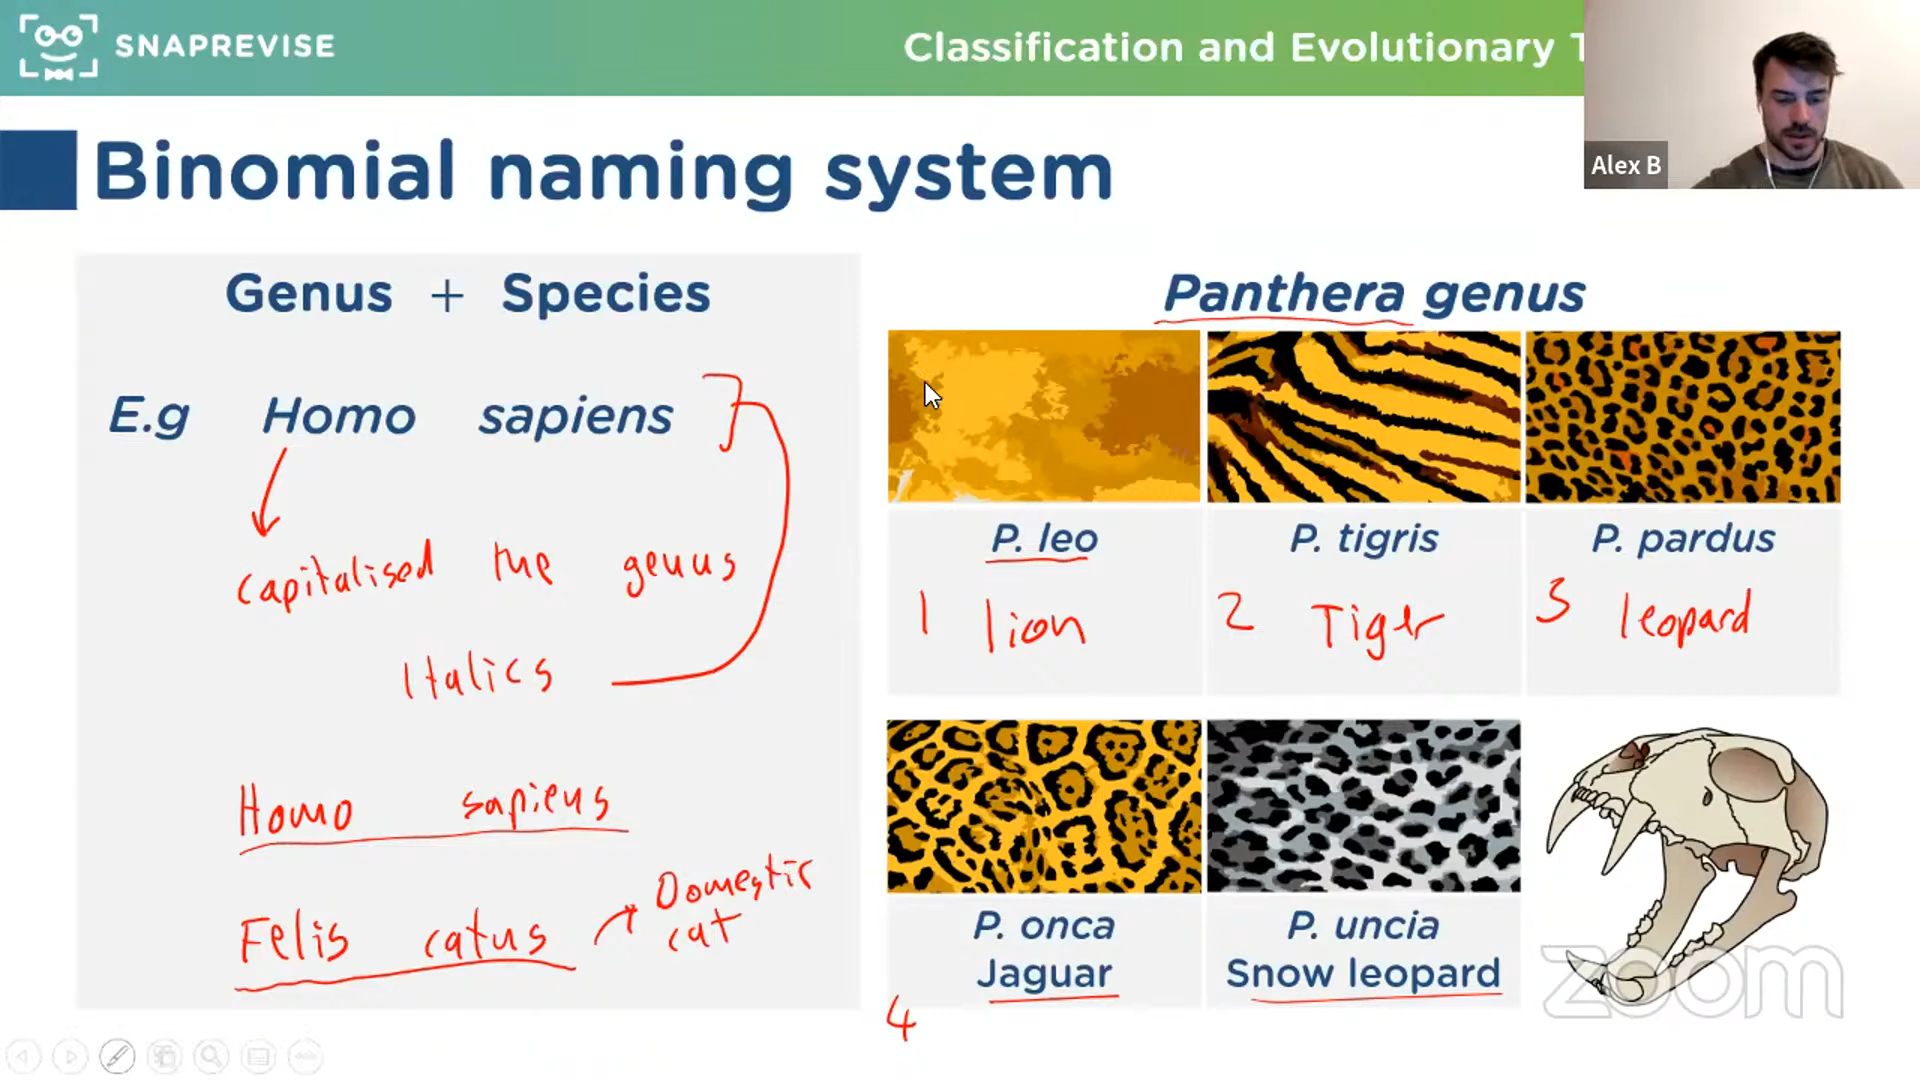 SNAPREVISE
Classification and Evolutionary T
Alex B
Binomial naming system
Genus + Species
E.g Homo sapiens
capitalised the genus
Italics
Homo sapiens
Felis catus
Domestic
cat
Panthera genus
P. leo
1 lion
P. tigris
2 Tiger
P. pardus
3 leopard
P. onca
Jaguar
4
P. uncia
Snow leopard
zoom